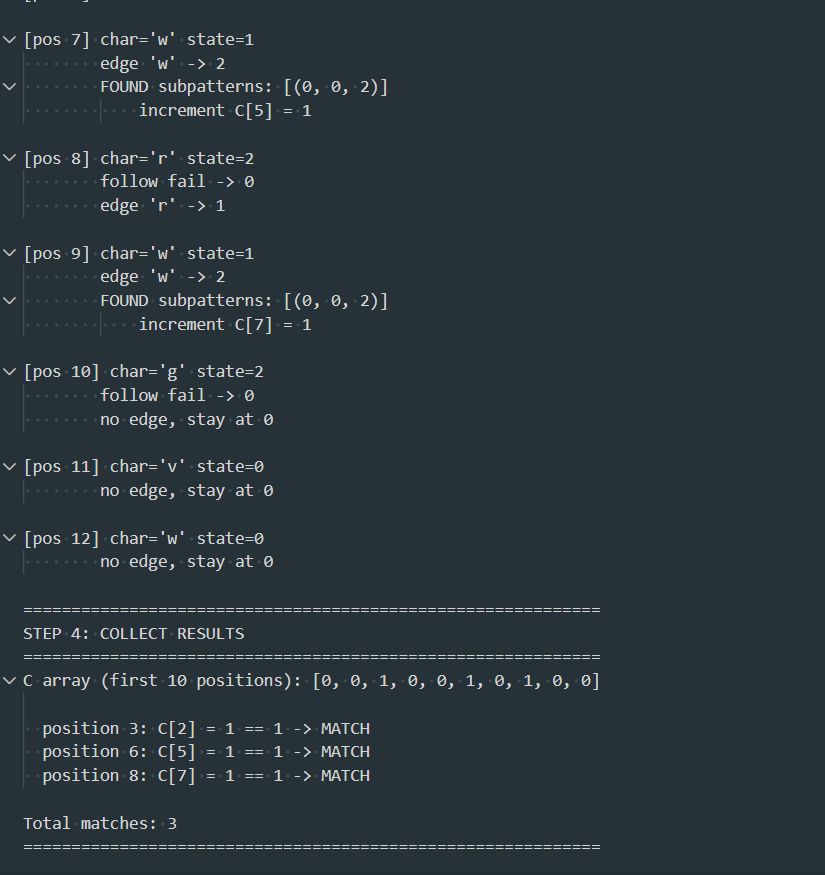 [pos 7] char='w' state=1
edge 'w' -> 2
FOUND subpatterns: [(0, 0, 2)]
increment C[5] = 1
[pos 8] char='r' state=2
follow fail -> 0
edge 'r' -> 1
[pos 9] char='w' state=1
edge 'w' -> 2
FOUND subpatterns: [(0, 0, 2)]
increment C[7] = 1
[pos 10] char='g' state=2
follow fail -> 0
no edge, stay at 0
[pos 11] char='v' state=0
no edge, stay at 0
[pos 12] char='w' state=0
no edge, stay at 0
============================================================
STEP 4: COLLECT RESULTS
============================================================
C array (first 10 positions): [0, 0, 1, 0, 0, 1, 0, 1, 0, 0]
position 3: C[2] = 1 == 1 -> MATCH
position 6: C[5] = 1 == 1 -> MATCH
position 8: C[7] = 1 == 1 -> MATCH
Total matches: 3
============================================================